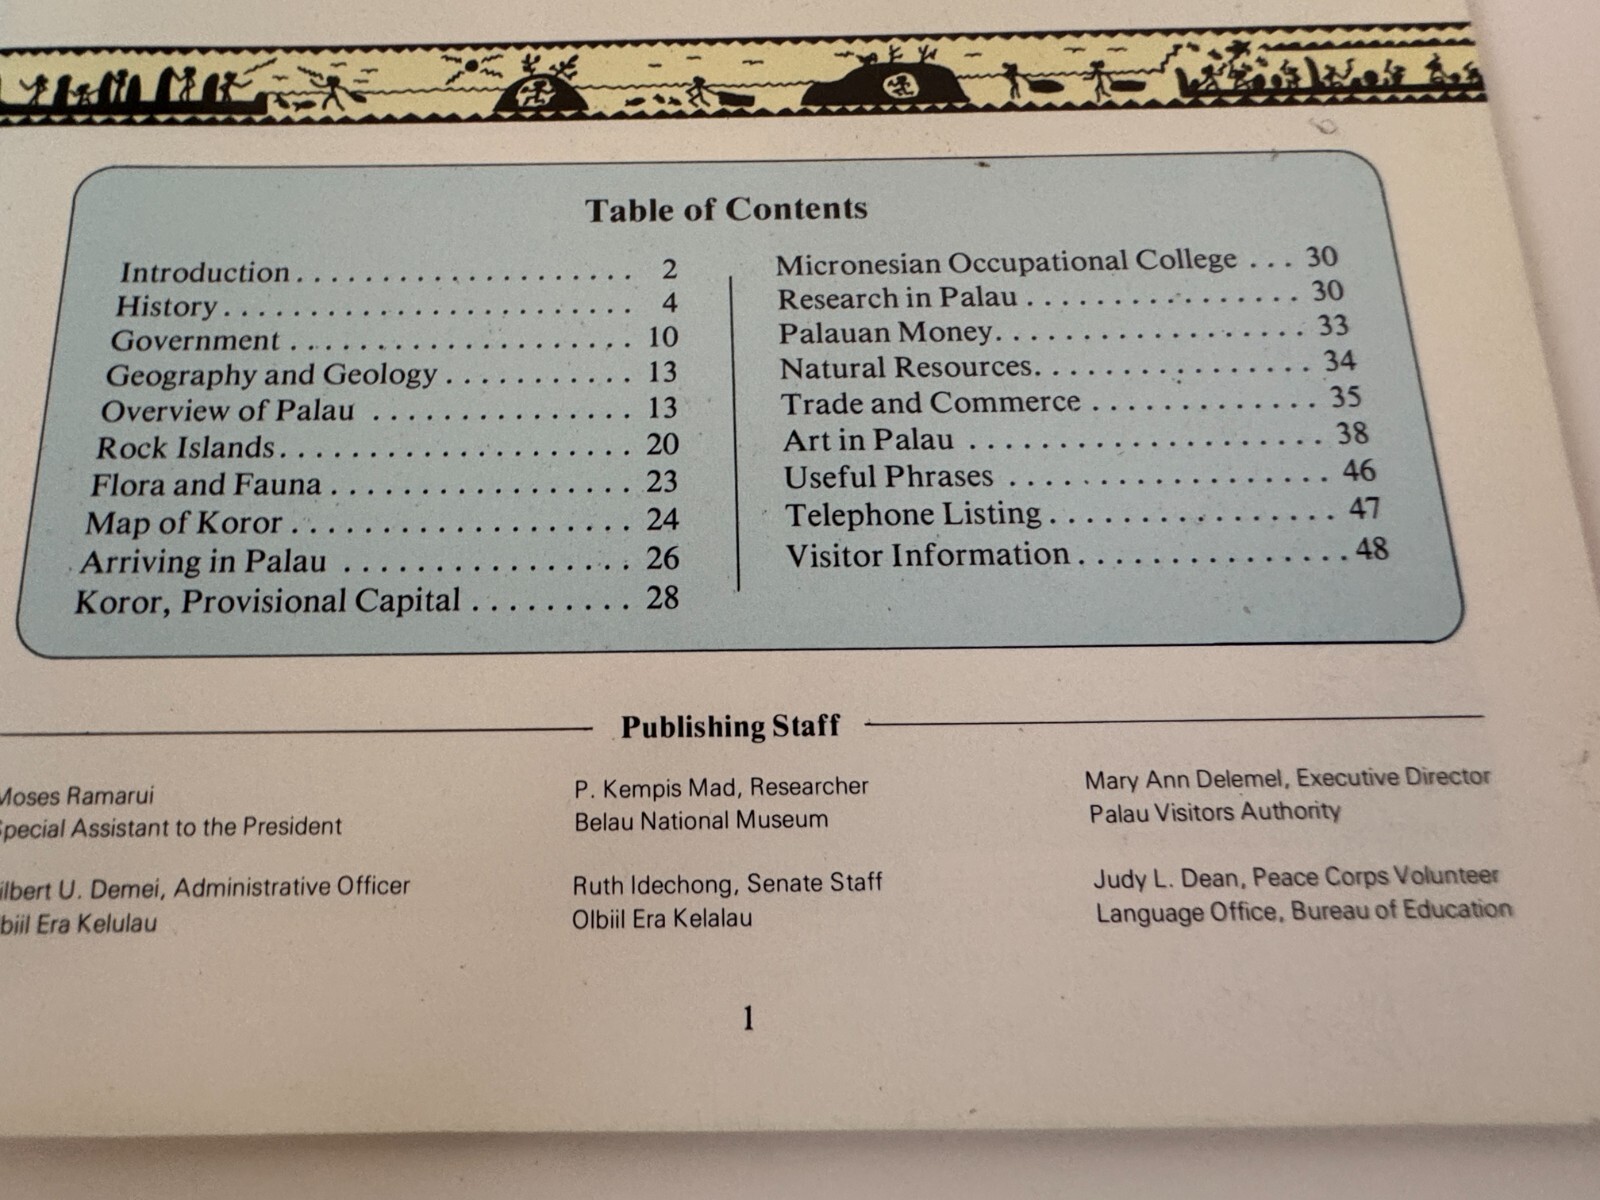 Table of Contents
Introduction . . . . . . . . . . . . . . . . . . . . 2
History . . . . . . . . . . . . . . . . . . . . . . . . . 4
Government . . . . . . . . . . . . . . . . . . . . . 10
Geography and Geology . . . . . . . . . . . 13
Overview of Palau . . . . . . . . . . . . . . . . 13
Rock Islands . . . . . . . . . . . . . . . . . . . . . 20
Flora and Fauna . . . . . . . . . . . . . . . . . . 23
Map of Koror . . . . . . . . . . . . . . . . . . . . 24
Arriving in Palau . . . . . . . . . . . . . . . . . 26
Koror, Provisional Capital . . . . . . . . . 28
Micronesian Occupational College . . . 30
Research in Palau . . . . . . . . . . . . . . . . 30
Palauan Money . . . . . . . . . . . . . . . . . . 33
Natural Resources . . . . . . . . . . . . . . . . 34
Trade and Commerce . . . . . . . . . . . . . 35
Art in Palau . . . . . . . . . . . . . . . . . . . . 38
Useful Phrases . . . . . . . . . . . . . . . . . . 46
Telephone Listing . . . . . . . . . . . . . . . . 47
Visitor Information . . . . . . . . . . . . . . . 48
Publishing Staff
Moses Ramarui
Special Assistant to the President
ilbert U. Demei, Administrative Officer
biil Era Kelulau
P. Kempis Mad, Researcher
Belau National Museum
Ruth Idechong, Senate Staff
Olbiil Era Kelalau
Mary Ann Delemel, Executive Director
Palau Visitors Authority
Judy L. Dean, Peace Corps Volunteer
Language Office, Bureau of Education
1